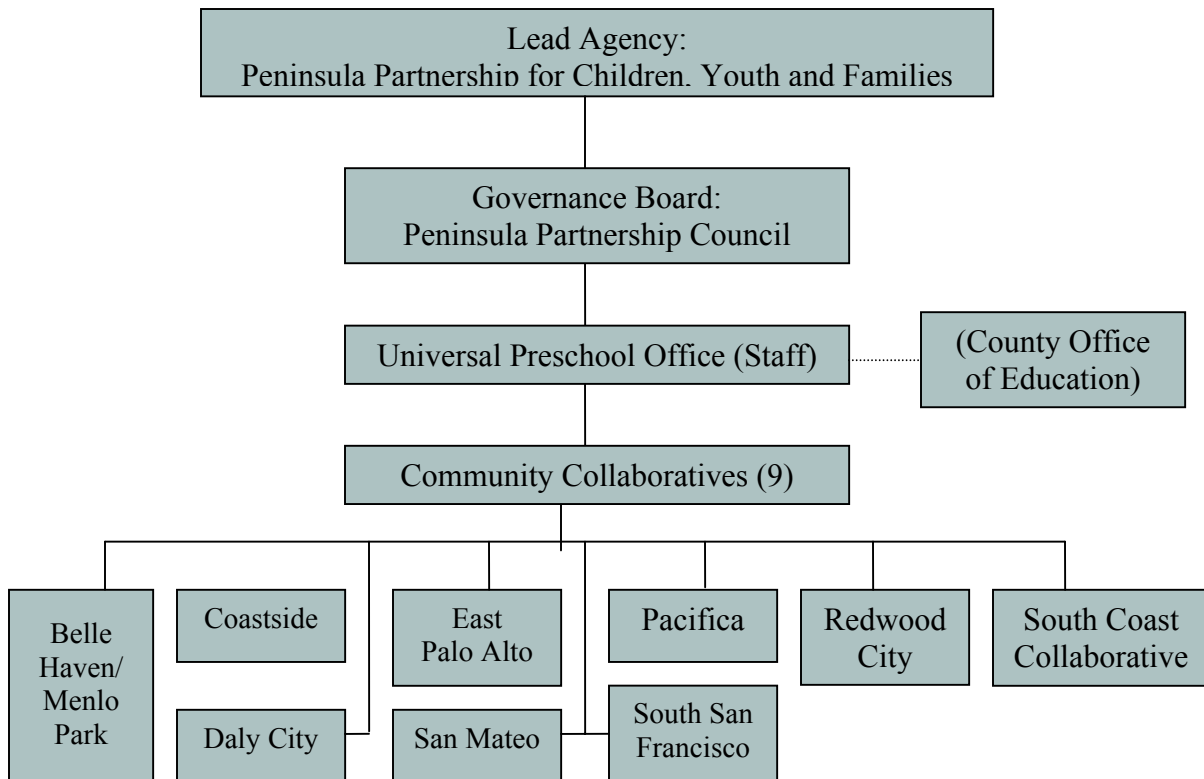 Lead Agency:
Peninsula Partnership for Children, Youth and Families
Governance Board:
Peninsula Partnership Council
Universal Preschool Office (Staff)
(County Office
of Education)
Community Collaboratives (9)
Belle
Haven/
Menlo
Park
Coastside
East
Palo Alto
Pacifica
Redwood
City
South Coast
Collaborative
Daly City
San Mateo
South San
Francisco